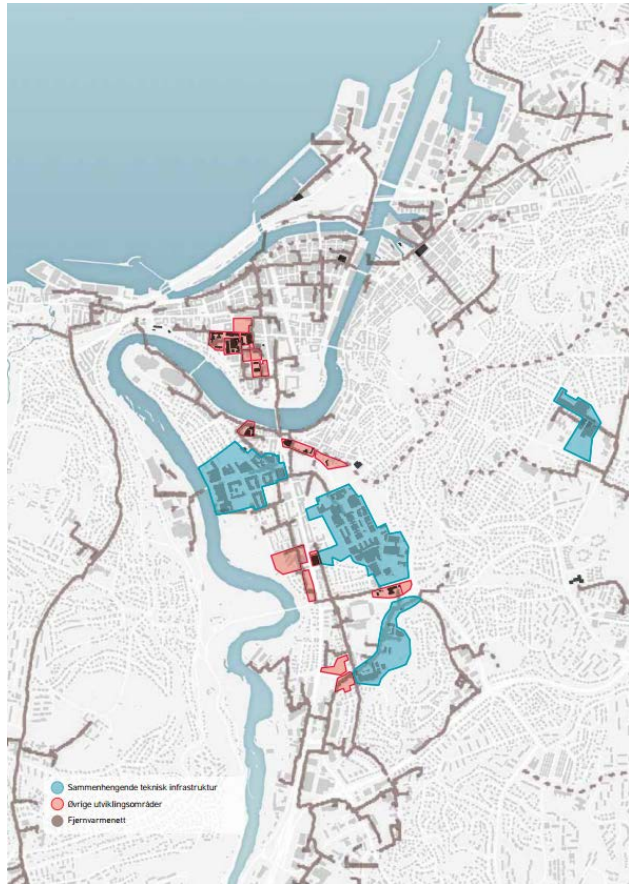 Sammenhengende teknisk infrastruktur
Øvrige utviklingsområder
Fjernvarmenett